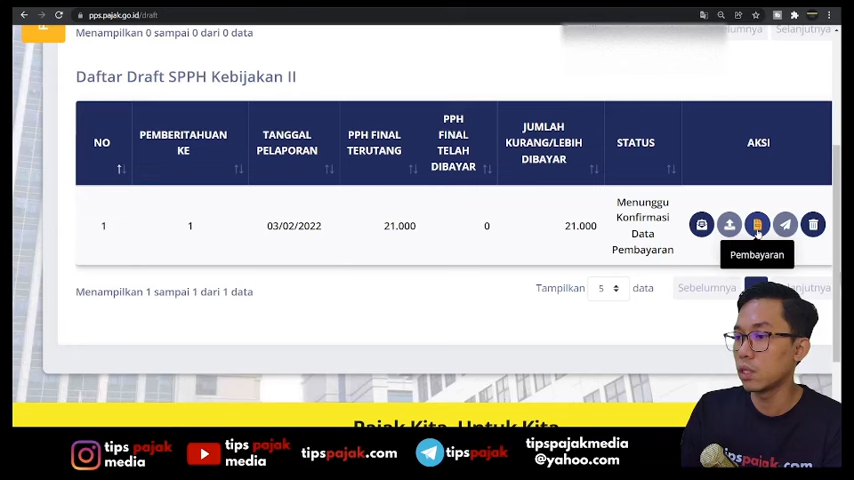 pps.pajak.go.id/draft
Menampilkan 0 sampai 0 dari 0 data
Selanjutnya
Daftar Draft SPPH Kebijakan II
NO
PEMBERITAHUAN
KE
TANGGAL
PELAPORAN
PPH FINAL
TERUTANG
PPH
FINAL
TELAH
DIBAYAR
JUMLAH
KURANG/LEBIH
DIBAYAR
STATUS
AKSI
1
1
03/02/2022
21.000
0
21.000
Menunggu
Konfirmasi
Data
Pembayaran
Pembayaran
Menampilkan 1 sampai 1 dari 1 data
Tampilkan 5 data
Sebelumnya
Pajak Kita, Untuk Kita
tips pajak
media
tips pajak
media
tipspajak.com
tipspajak
tipspajakmedia
@yahoo.com
tips
pajak.com